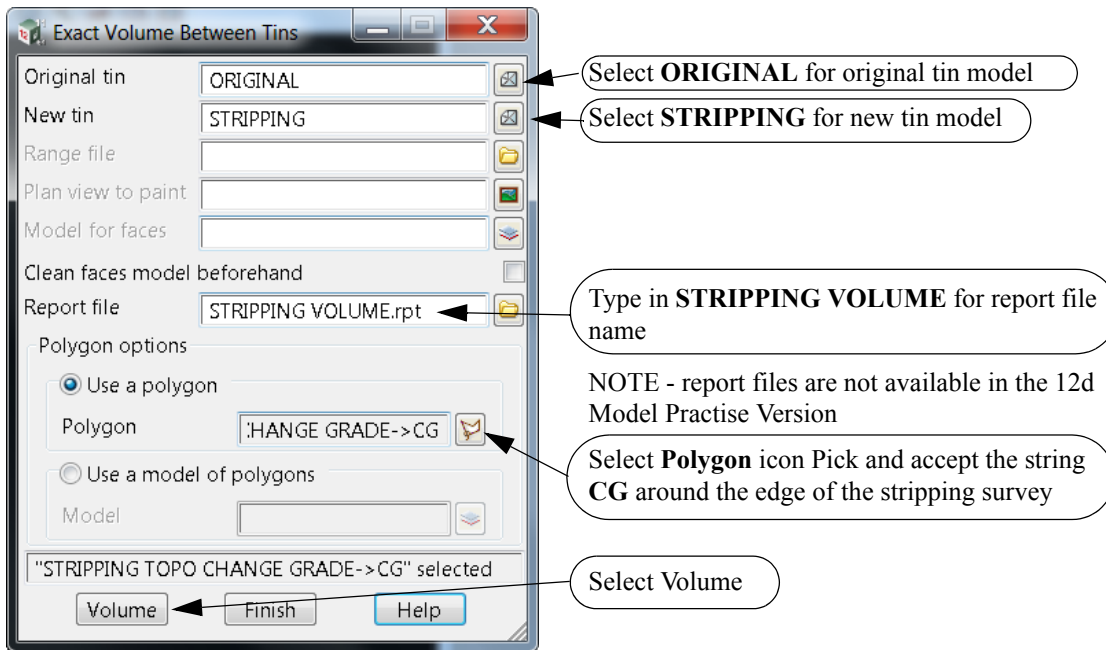 Exact Volume Between Tins
Original tin
ORIGINAL
Select ORIGINAL for original tin model
New tin
STRIPPING
Select STRIPPING for new tin model
Range file
Plan view to paint
Model for faces
Clean faces model beforehand
Report file
STRIPPING VOLUME.rpt
Type in STRIPPING VOLUME for report file
name
NOTE - report files are not available in the 12d
Model Practise Version
Polygon options
Use a polygon
Polygon
HANGE GRADE->CG
Select Polygon icon Pick and accept the string
CG around the edge of the stripping survey
Use a model of polygons
Model
"STRIPPING TOPO CHANGE GRADE->CG" selected
Select Volume
Volume
Finish
Help